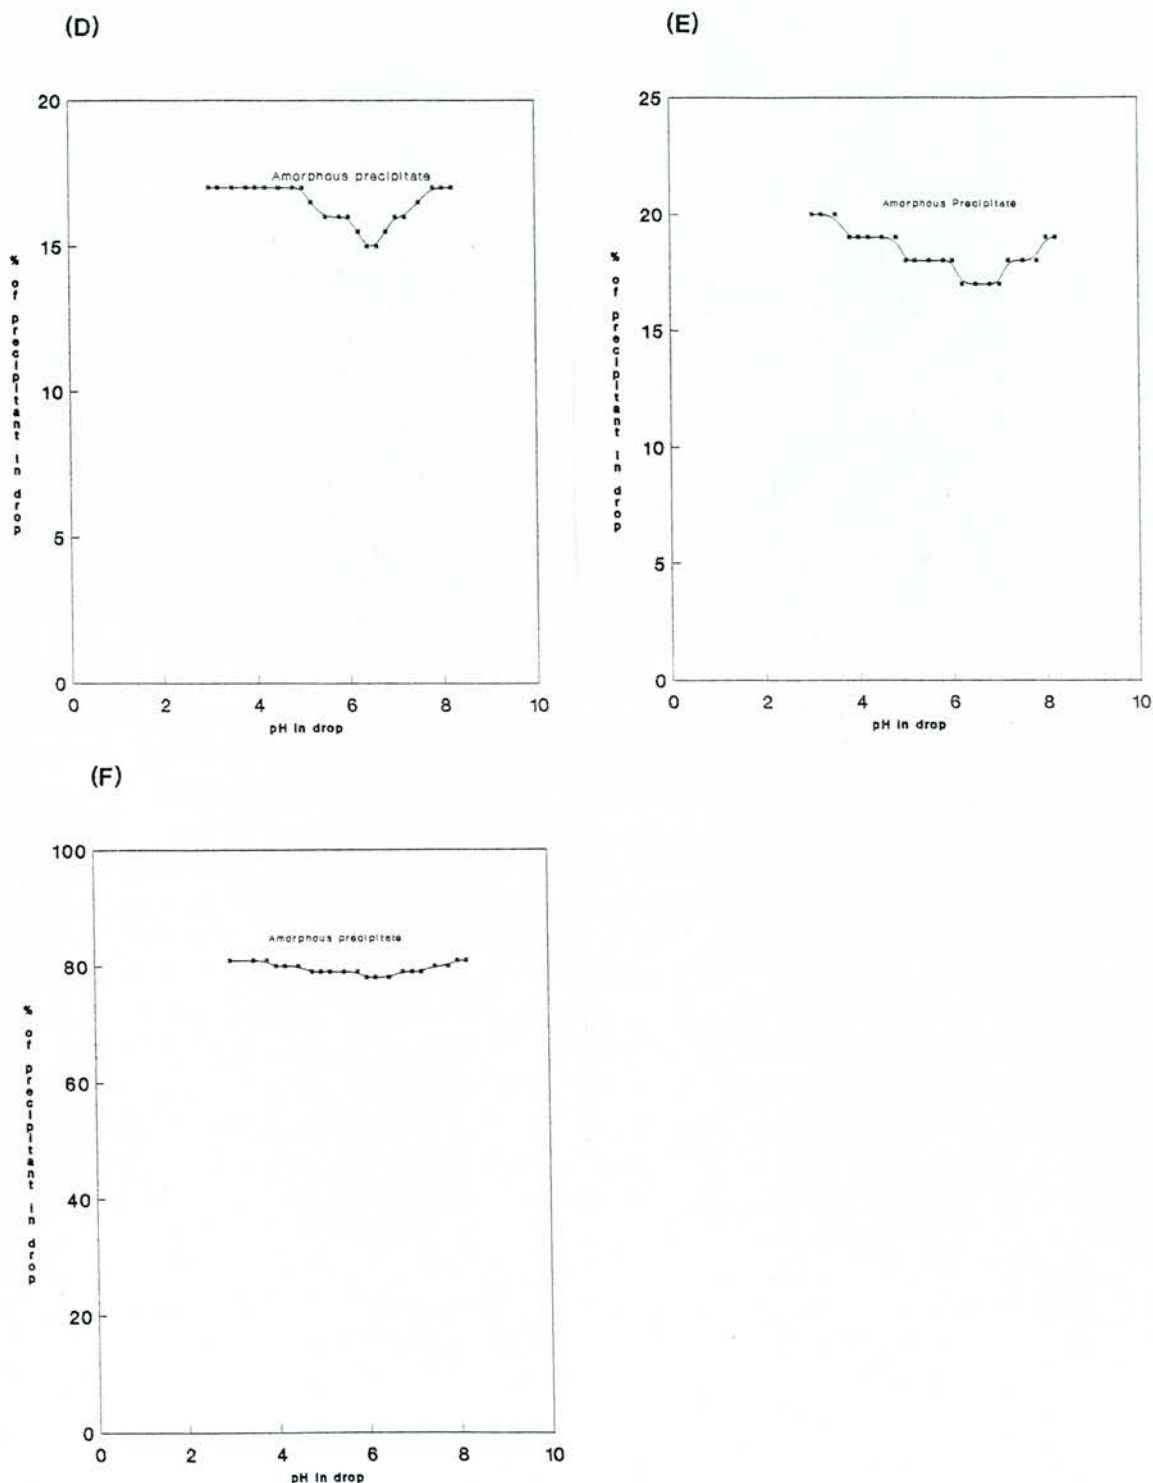 (D)
20
15
10
5
0
0 2 4 6 8 10
% of precipitant in drop
Amorphous precipitate
pH in drop
(E)
25
20
15
10
5
0
0 2 4 6 8 10
% of precipitant in drop
Amorphous Precipitate
pH in drop
(F)
100
80
60
40
20
0
0 2 4 6 8 10
% of precipitant in drop
Amorphous precipitate
pH in drop